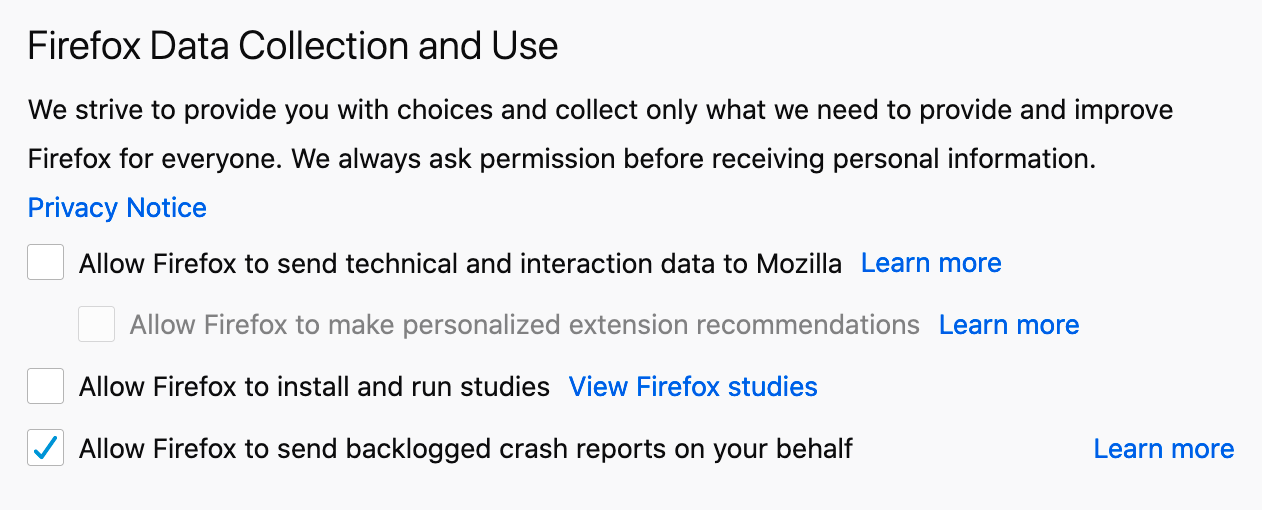 Firefox Data Collection and Use
We strive to provide you with choices and collect only what we need to provide and improve
Firefox for everyone. We always ask permission before receiving personal information.
Privacy Notice
Allow Firefox to send technical and interaction data to Mozilla Learn more
Allow Firefox to make personalized extension recommendations Learn more
Allow Firefox to install and run studies View Firefox studies
Allow Firefox to send backlogged crash reports on your behalf Learn more